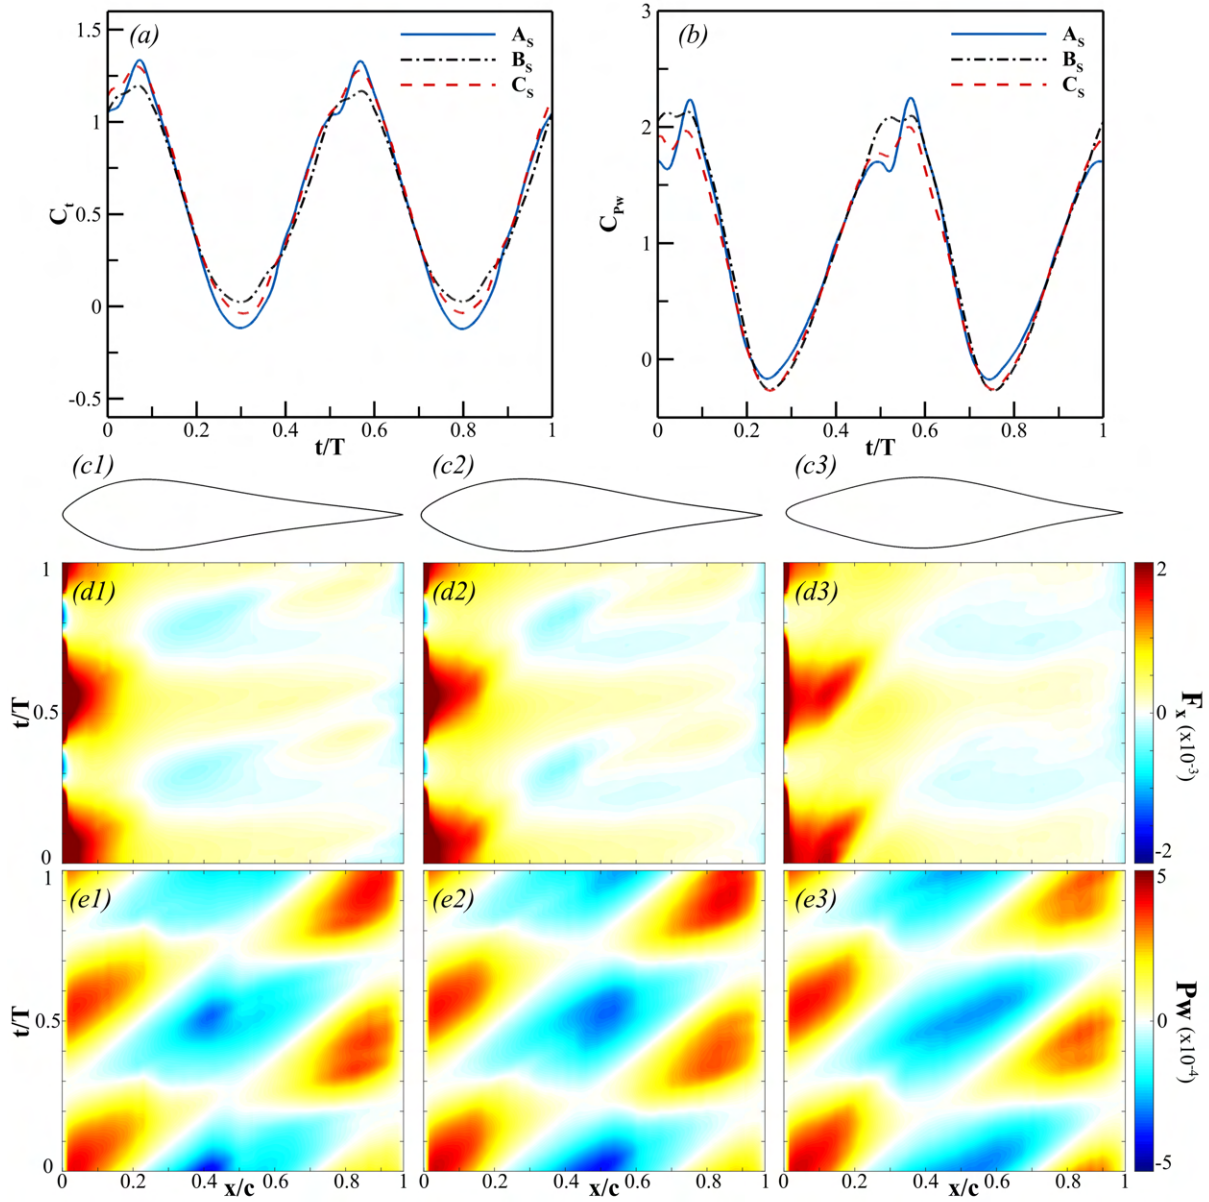 (a)
A_S
B_S
C_S
1.5
1
0.5
0
-0.5
C_t
0 0.2 0.4 0.6 0.8 1
t/T
(b)
A_S
B_S
C_S
3
2
1
0
C_Pw
0 0.2 0.4 0.6 0.8 1
t/T
(c1) (c2) (c3)
(d1) (d2) (d3)
1
0.5
0
t/T
2
0
-2
F_x (x10^-3)
(e1) (e2) (e3)
1
0.5
0
t/T
5
0
-5
Pw (x10^-4)
0 0.2 0.4 0.6 0.8 1
x/c
0 0.2 0.4 0.6 0.8 1
x/c
0 0.2 0.4 0.6 0.8 1
x/c